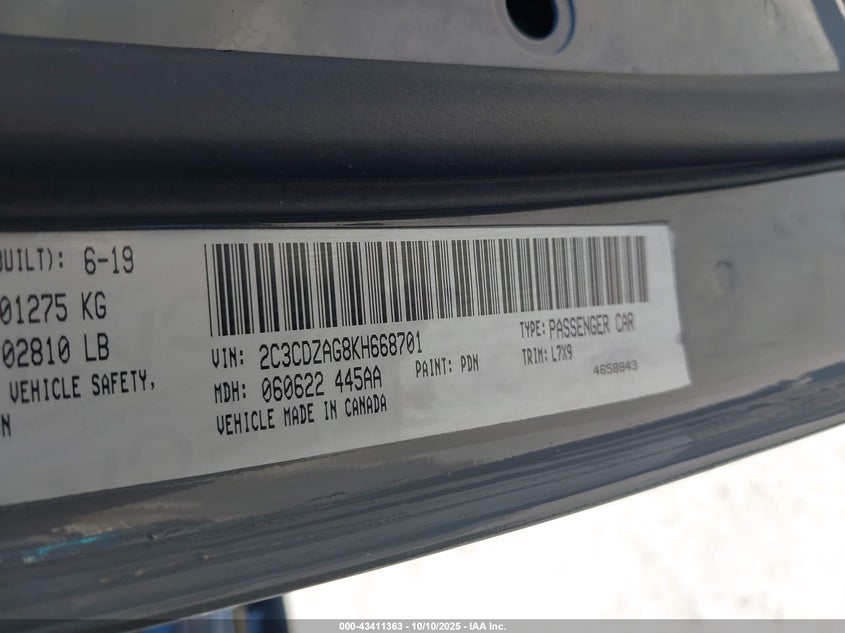 BUILT): 6-19
01275 KG
02810 LB
VEHICLE SAFETY,
N
VIN: 2C3CDZAG8KH668701
TYPE: PASSENGER CAR
MDH: 060622 445AA
PAINT: PDN
TRIM: L7X9
VEHICLE MADE IN CANADA
4658843
000-43411363 • 10/10/2025 • IAA Inc.